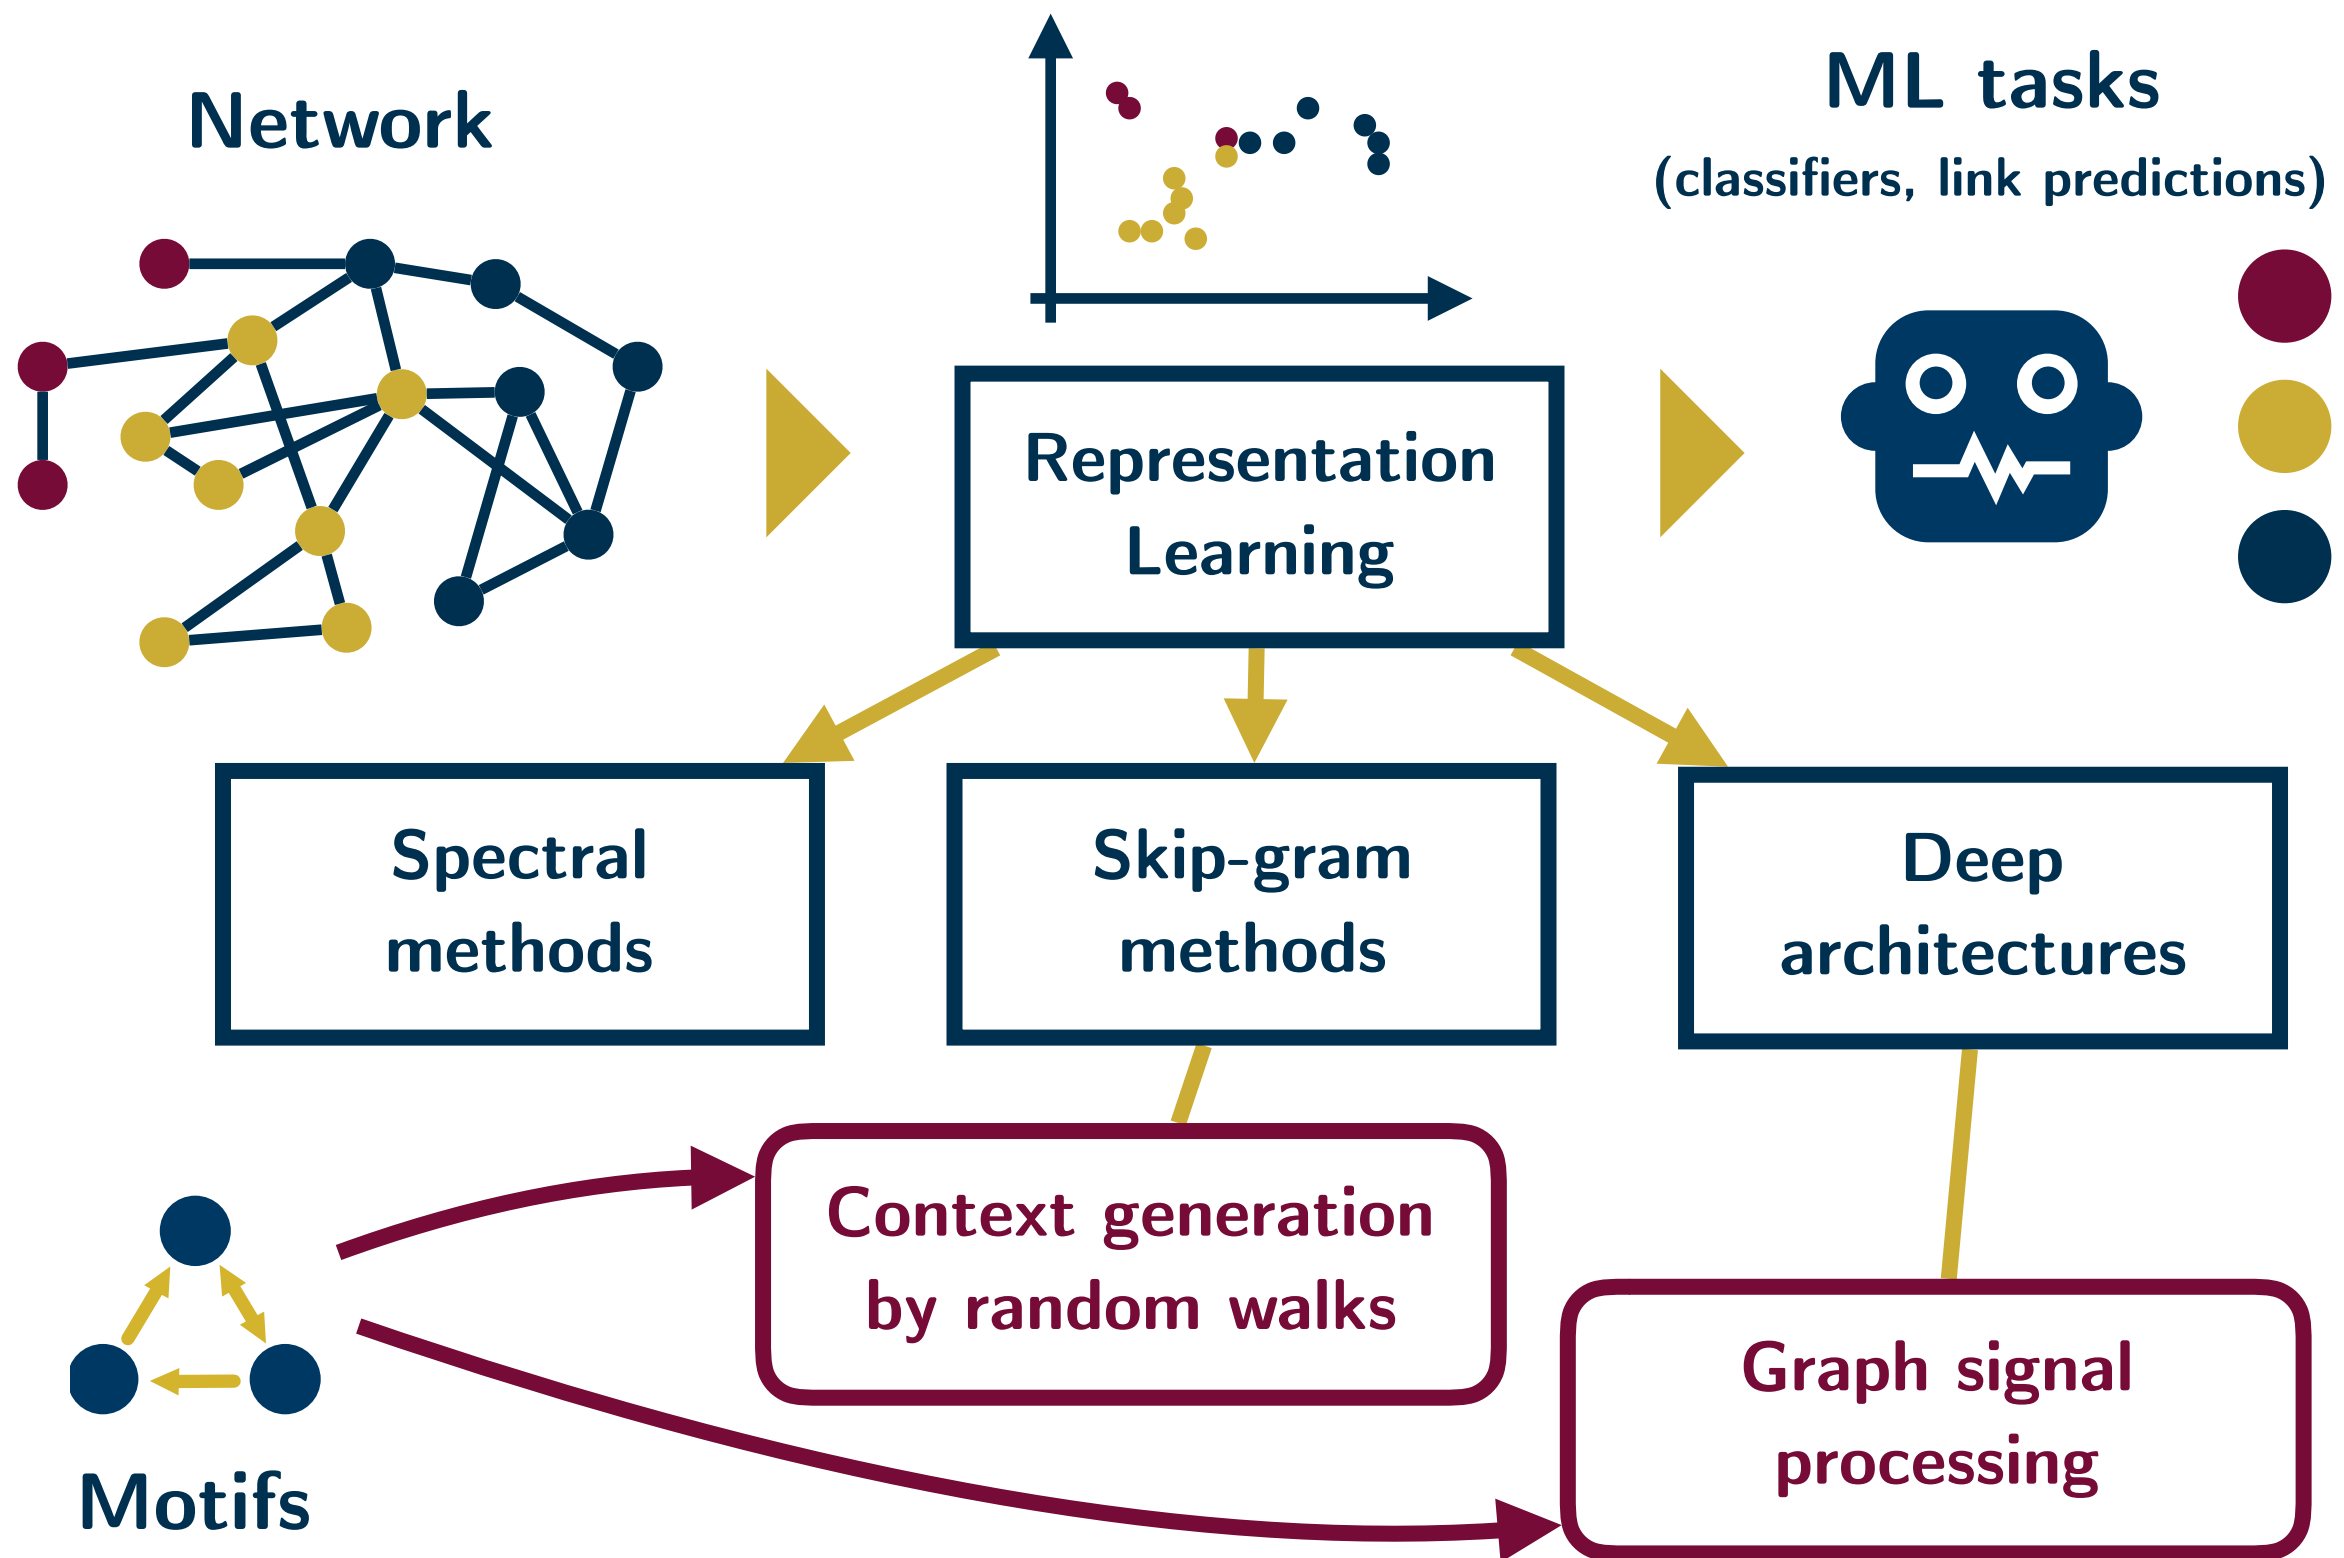 Network
ML tasks
(classifiers, link predictions)
Representation
Learning
Spectral
methods
Skip-gram
methods
Deep
architectures
Context generation
by random walks
Graph signal
processing
Motifs